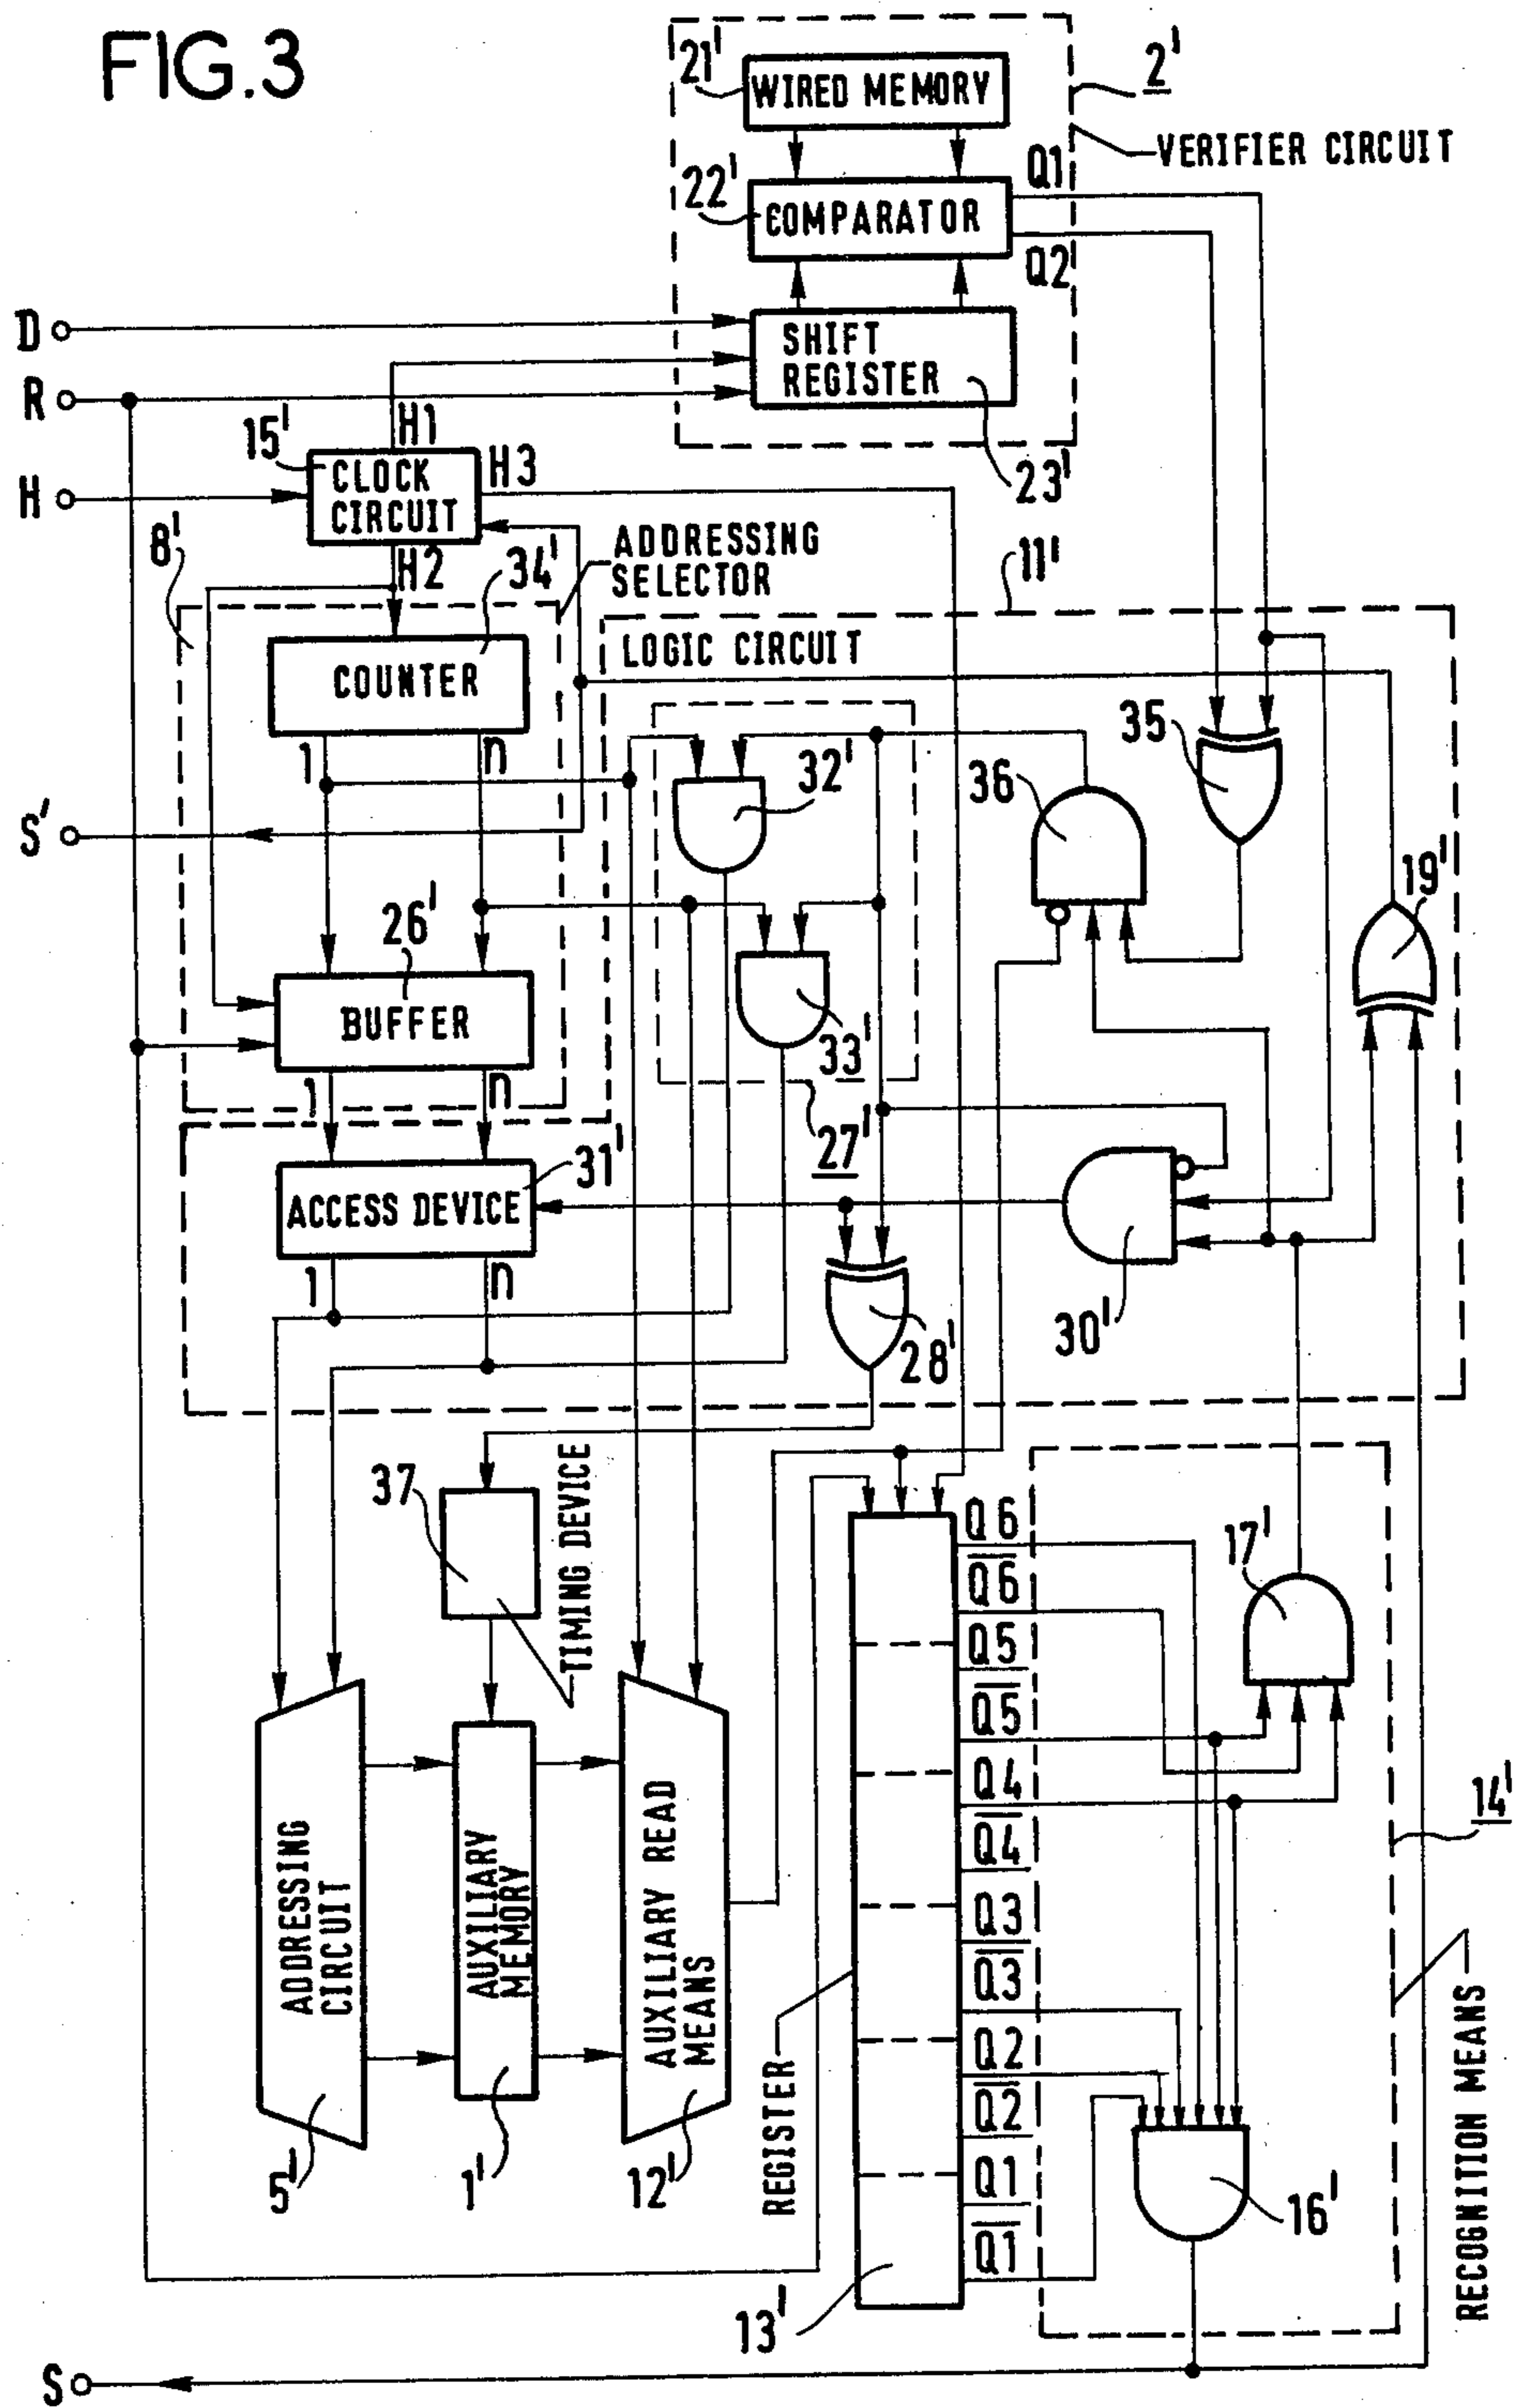 FIG.3
21'
WIRED MEMORY
2'
VERIFIER CIRCUIT
22'
COMPARATOR
Q1
Q2
D
SHIFT
REGISTER
R
23'
H1
15'
CLOCK
CIRCUIT
H3
H
H2
8'
34'
ADDRESSING
SELECTOR
11'
COUNTER
LOGIC CIRCUIT
1
n
32'
35
36
S'
19'
26'
BUFFER
33'
1
n
27'
31'
ACCESS DEVICE
30'
1
n
28'
37
TIMING DEVICE
Q6
Q6
Q5
Q5
Q4
Q4
Q3
Q3
Q2
Q2
Q1
Q1
17'
14'
ADDRESSING
CIRCUIT
AUXILIARY
MEMORY
AUXILIARY READ
MEANS
REGISTER
RECOGNITION MEANS
5'
1'
12'
16'
13'
S